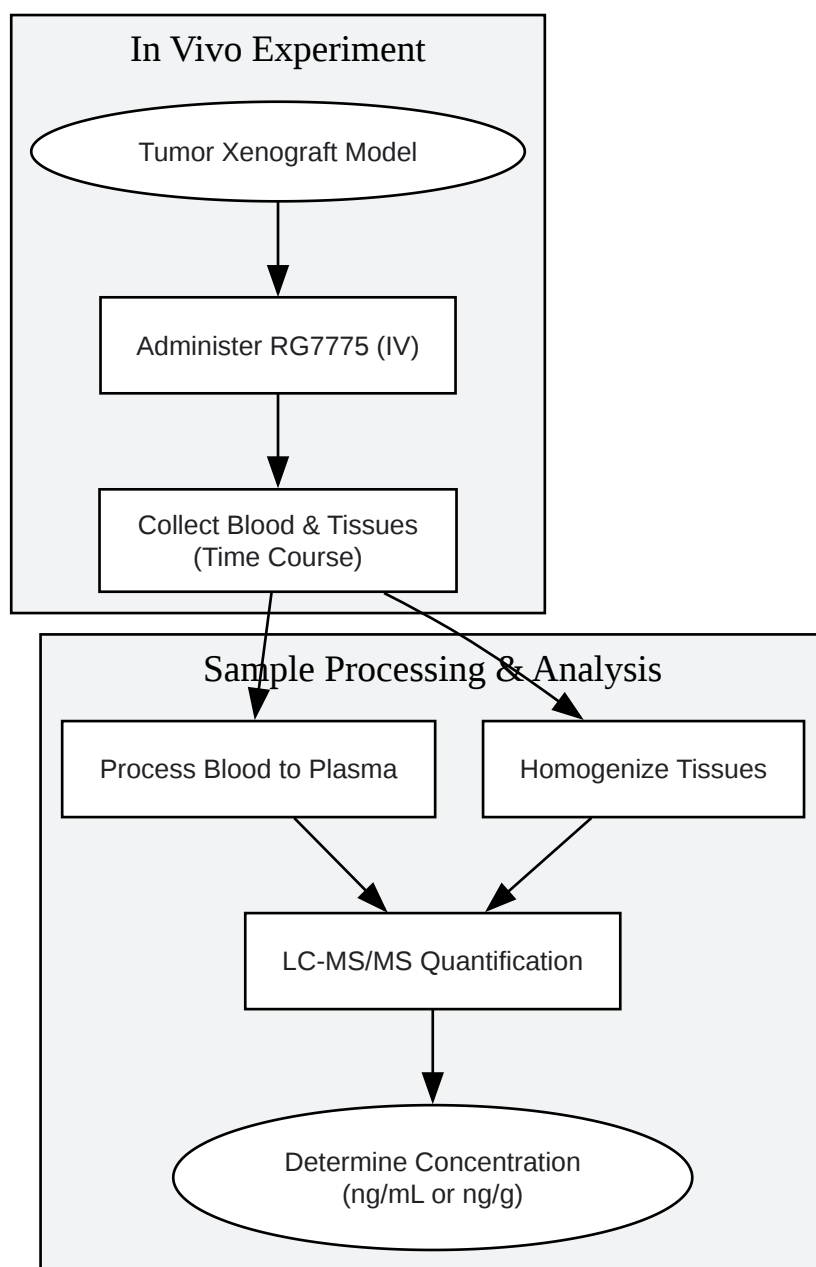 In Vivo Experiment
Tumor Xenograft Model
Administer RG7775 (IV)
Collect Blood & Tissues
(Time Course)
Sample Processing & Analysis
Process Blood to Plasma
Homogenize Tissues
LC-MS/MS Quantification
Determine Concentration
(ng/mL or ng/g)